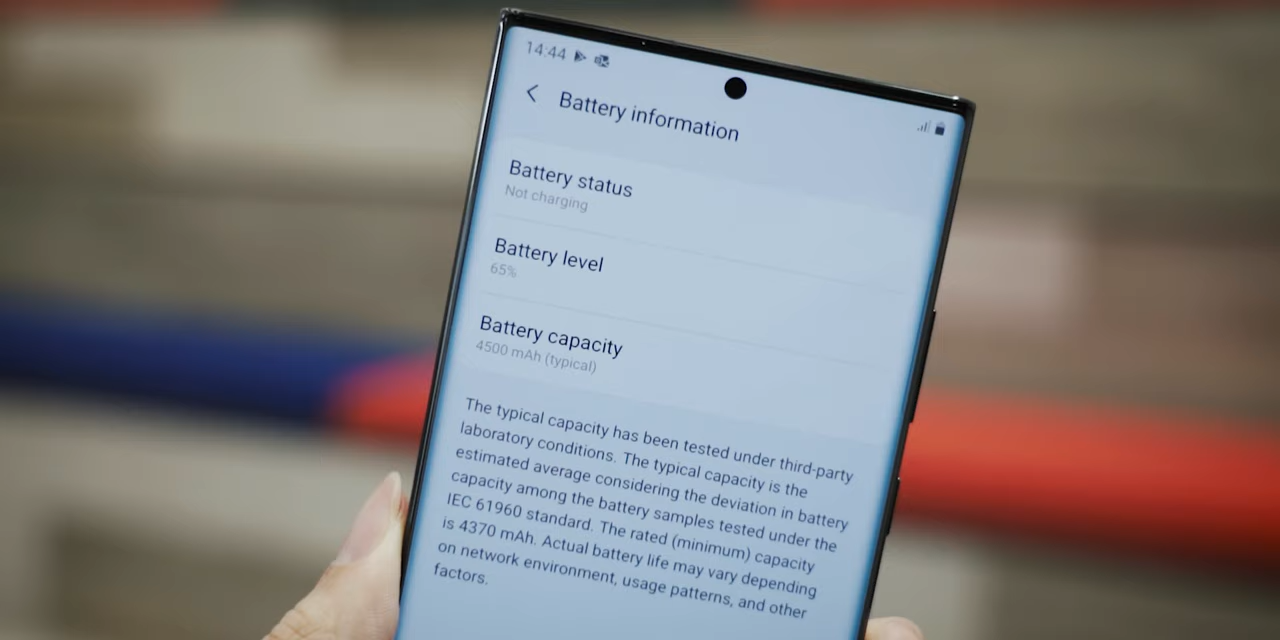 14:44
Battery information
Battery status
Not charging
Battery level
65%
Battery capacity
4500 mAh (typical)
The typical capacity has been tested under third-party
laboratory conditions. The typical capacity is the
estimated average considering the deviation in battery
capacity among the battery samples tested under the
IEC 61960 standard. The rated (minimum) capacity
is 4370 mAh. Actual battery life may vary depending
on network environment, usage patterns, and other
factors.